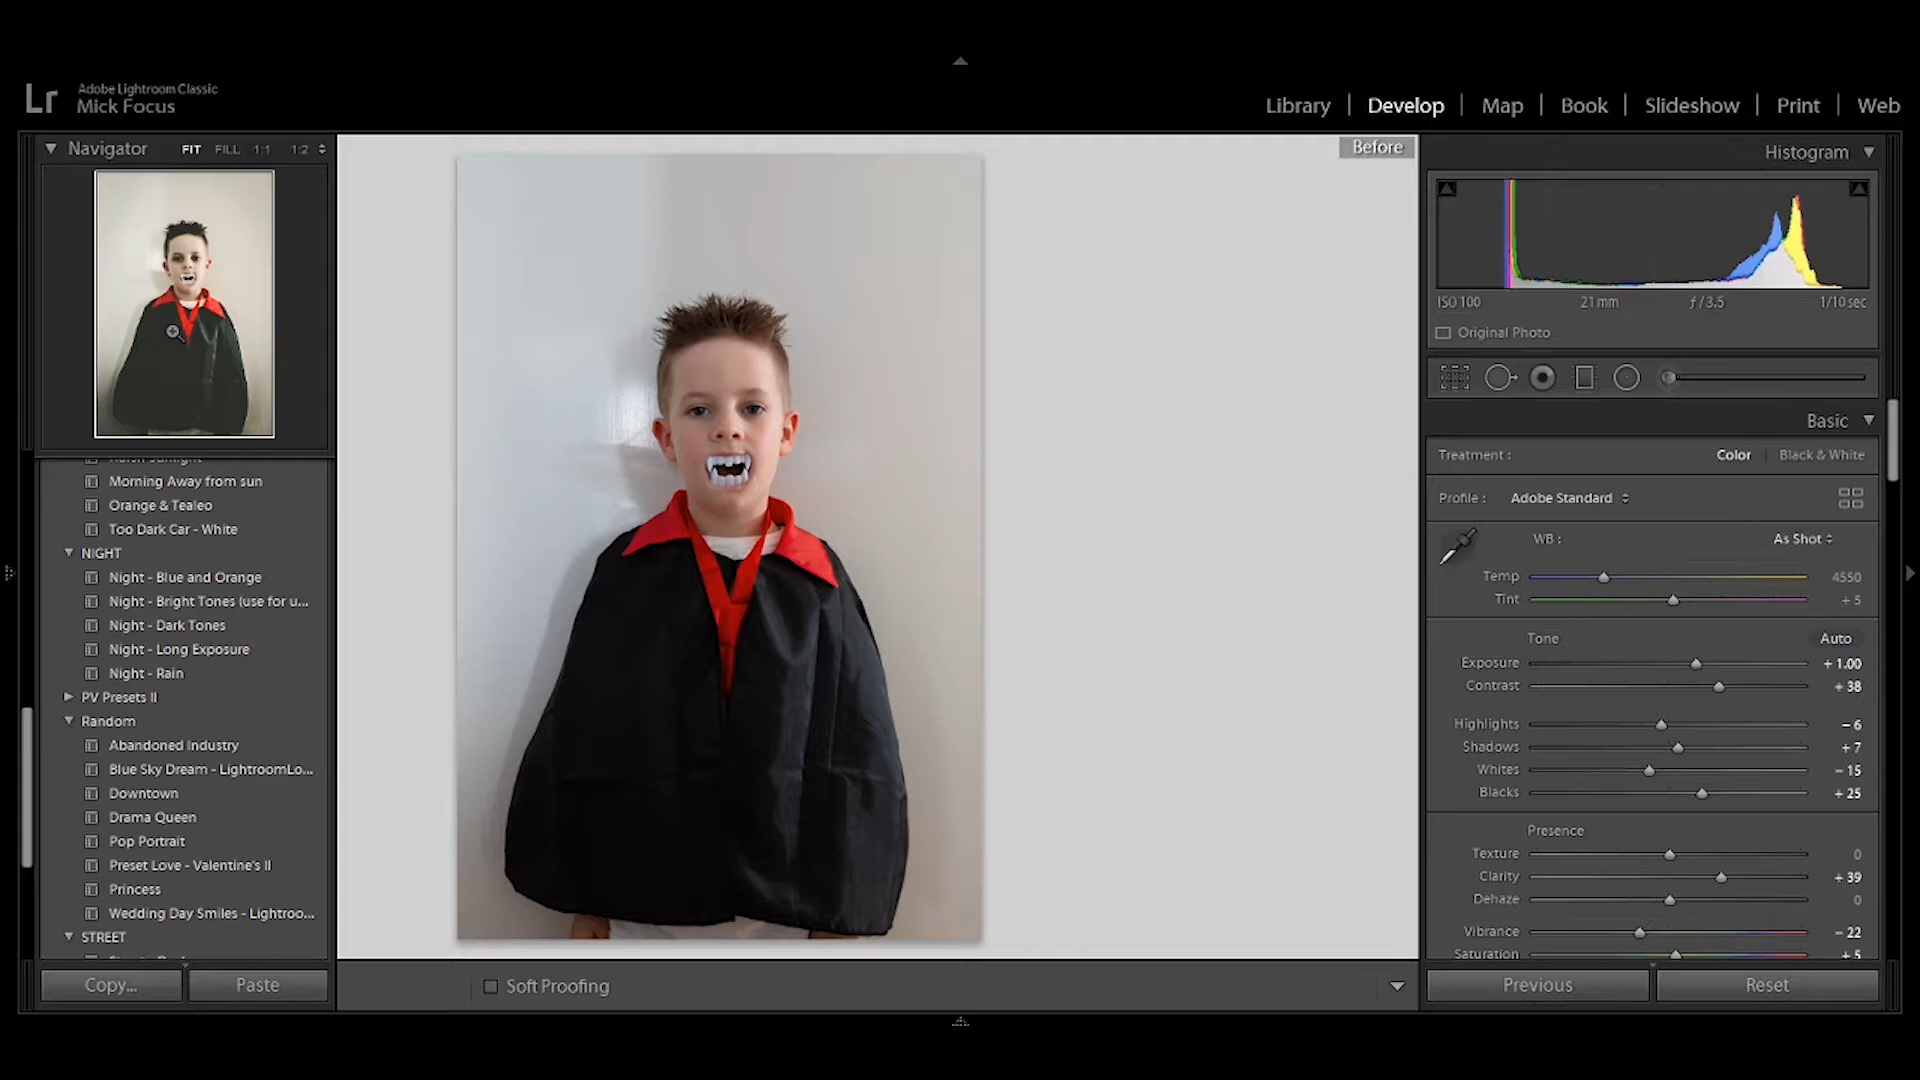 Lr
Adobe Lightroom Classic
Mick Focus
Library | Develop | Map | Book | Slideshow | Print | Web
Navigator FIT FILL 1:1 1:2
Morning Away from sun
Orange & Tealeo
Too Dark Car - White
NIGHT
Night - Blue and Orange
Night - Bright Tones (use for u...
Night - Dark Tones
Night - Long Exposure
Night - Rain
PV Presets II
Random
Abandoned Industry
Blue Sky Dream - LightroomLo...
Downtown
Drama Queen
Pop Portrait
Preset Love - Valentine's II
Princess
Wedding Day Smiles - Lightroo...
STREET
Copy... Paste
Before
Soft Proofing
Histogram
ISO 100 21 mm ƒ / 3.5 1/10 sec
Original Photo
Basic
Treatment : Color Black & White
Profile : Adobe Standard
WB : As Shot
Temp 4550
Tint + 5
Tone Auto
Exposure + 1.00
Contrast + 38
Highlights - 6
Shadows + 7
Whites - 15
Blacks + 25
Presence
Texture 0
Clarity + 39
Dehaze 0
Vibrance - 22
Saturation + 5
Previous Reset